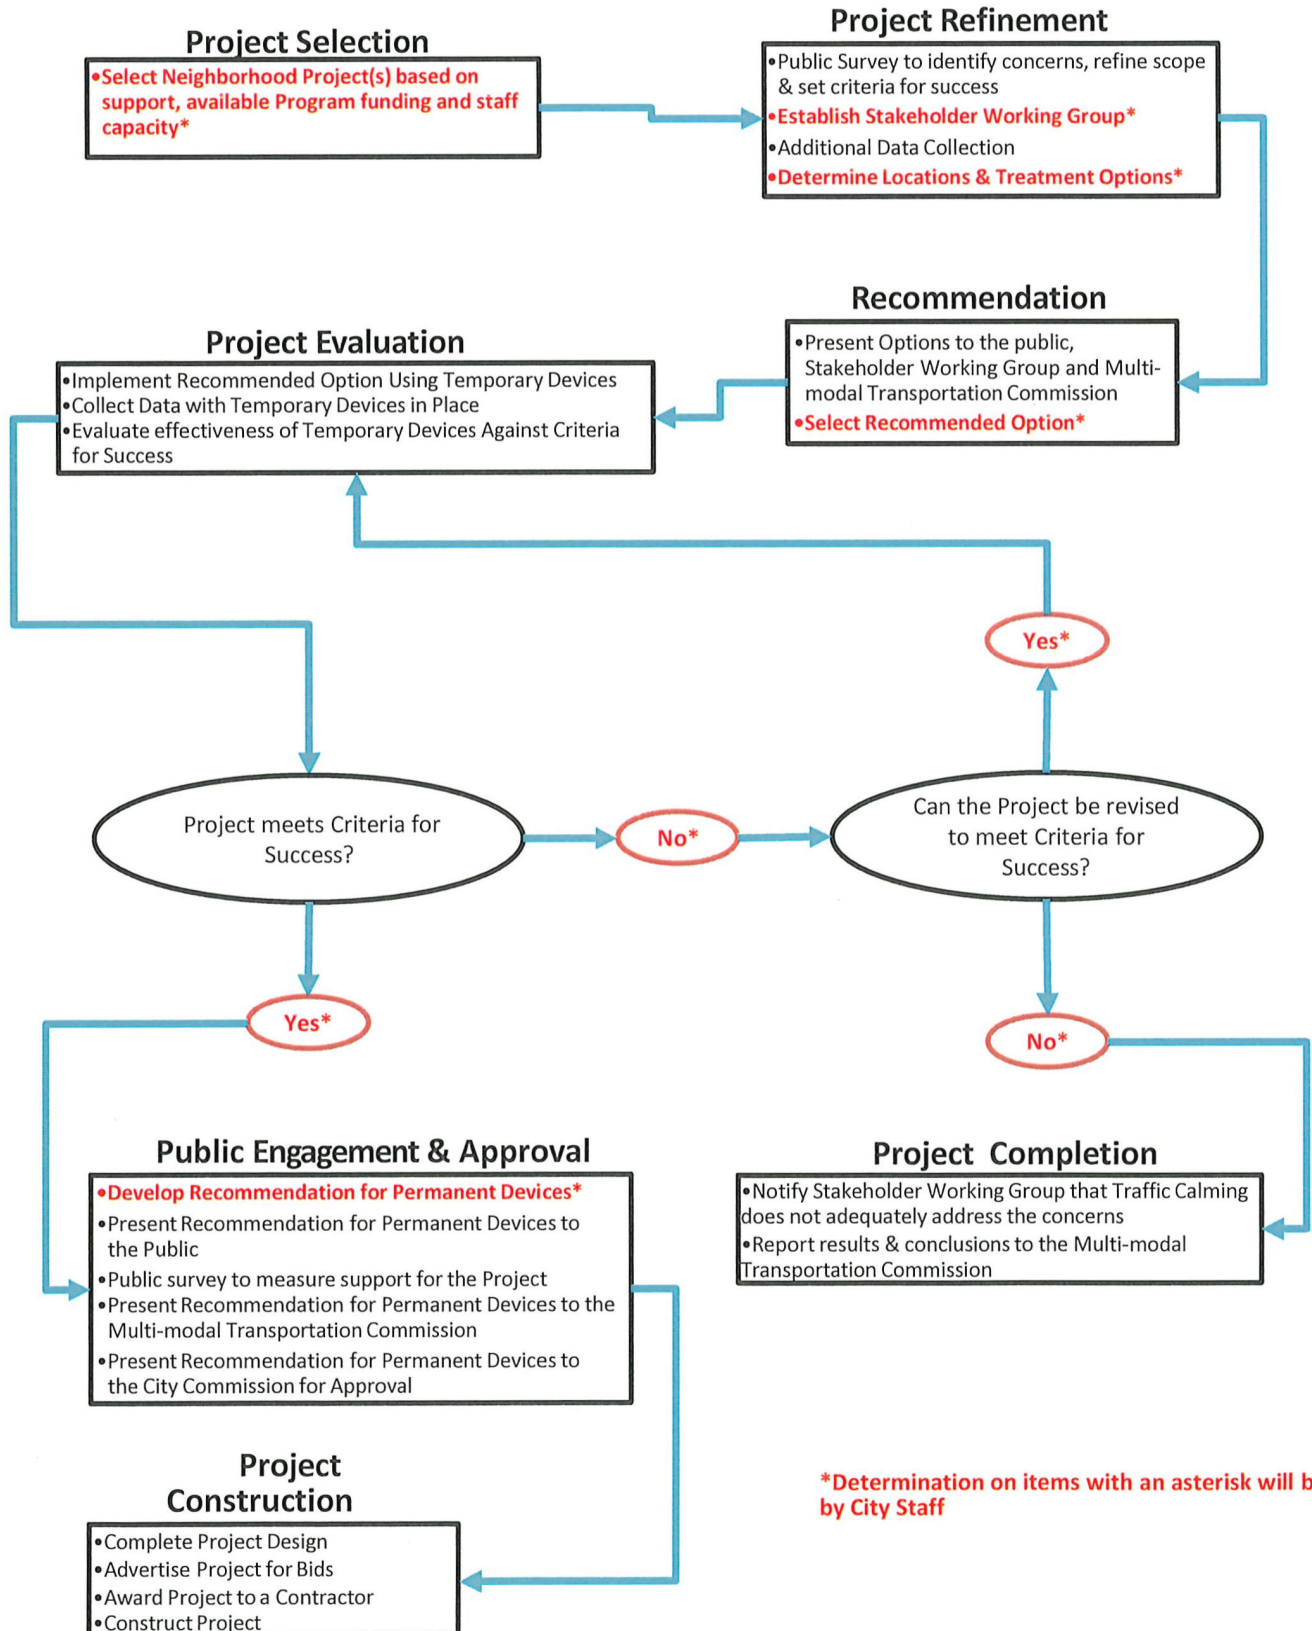 Project Selection
•Select Neighborhood Project(s) based on
support, available Program funding and staff
capacity*
Project Refinement
•Public Survey to identify concerns, refine scope
& set criteria for success
•Establish Stakeholder Working Group*
•Additional Data Collection
•Determine Locations & Treatment Options*
Recommendation
•Present Options to the public,
Stakeholder Working Group and Multi-
modal Transportation Commission
•Select Recommended Option*
Project Evaluation
•Implement Recommended Option Using Temporary Devices
•Collect Data with Temporary Devices in Place
•Evaluate effectiveness of Temporary Devices Against Criteria
for Success
Yes*
Project meets Criteria for
Success?
No*
Can the Project be revised
to meet Criteria for
Success?
Yes*
No*
Public Engagement & Approval
•Develop Recommendation for Permanent Devices*
•Present Recommendation for Permanent Devices to
the Public
•Public survey to measure support for the Project
•Present Recommendation for Permanent Devices to the
Multi-modal Transportation Commission
•Present Recommendation for Permanent Devices to
the City Commission for Approval
Project Completion
•Notify Stakeholder Working Group that Traffic Calming
does not adequately address the concerns
•Report results & conclusions to the Multi-modal
Transportation Commission
Project
Construction
•Complete Project Design
•Advertise Project for Bids
•Award Project to a Contractor
•Construct Project
*Determination on items with an asterisk will b
by City Staff